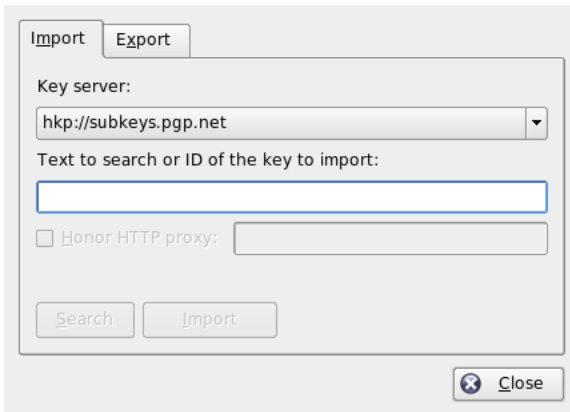 Import Export
Key server:
hkp://subkeys.pgp.net
Text to search or ID of the key to import:
Honor HTTP proxy:
Search Import
Close